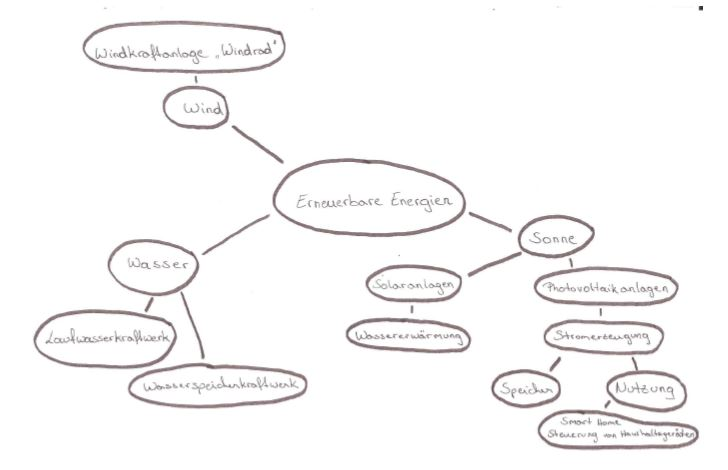 Windkraftanlage „Windrad"
Wind
Erneuerbare Energien
Sonne
Wasser
Solaranlagen
Photovoltaikanlagen
Laufwasserkraftwerk
Wassererwärmung
Stromerzeugung
Wasserspeicherkraftwerk
Speicher
Nutzung
Smart Home
Steuerung von Haushaltsgeräten